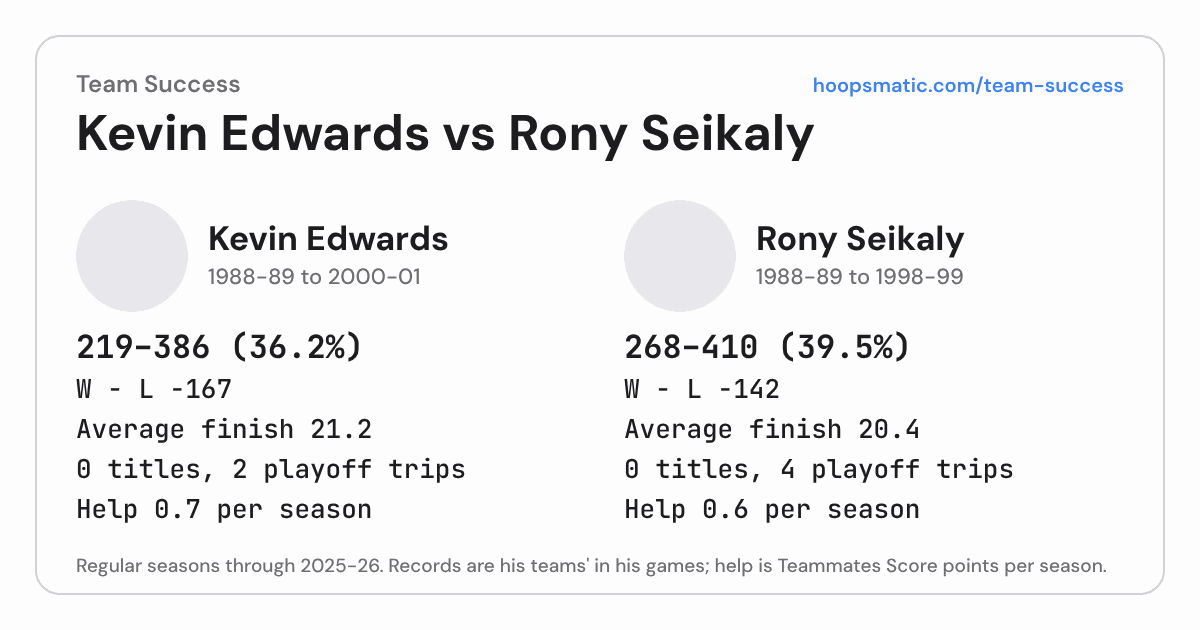 Team Success
hoopsmatic.com/team-success
Kevin Edwards vs Rony Seikaly
Kevin Edwards
1988-89 to 2000-01
219-386 (36.2%)
W - L -167
Average finish 21.2
0 titles, 2 playoff trips
Help 0.7 per season
Rony Seikaly
1988-89 to 1998-99
268-410 (39.5%)
W - L -142
Average finish 20.4
0 titles, 4 playoff trips
Help 0.6 per season
Regular seasons through 2025-26. Records are his teams' in his games; help is Teammates Score points per season.